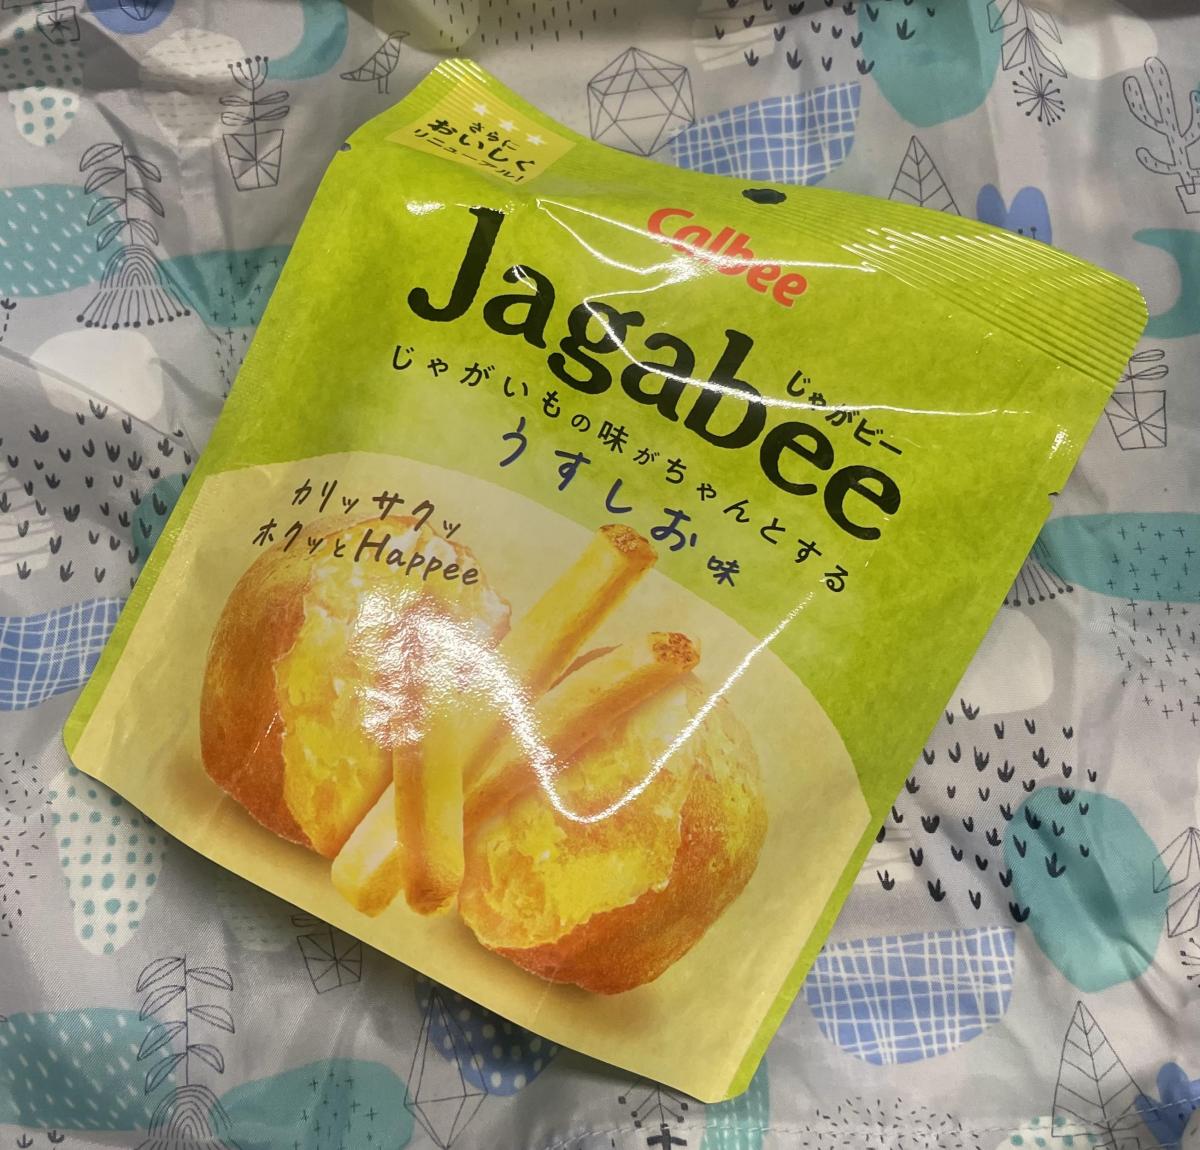 さらに
おいしく
リニューアル!
Calbee
Jagabee
じゃがビー
じゃがいもの味がちゃんとする
うすしお味
カリッサクッ
ホクッとHappee